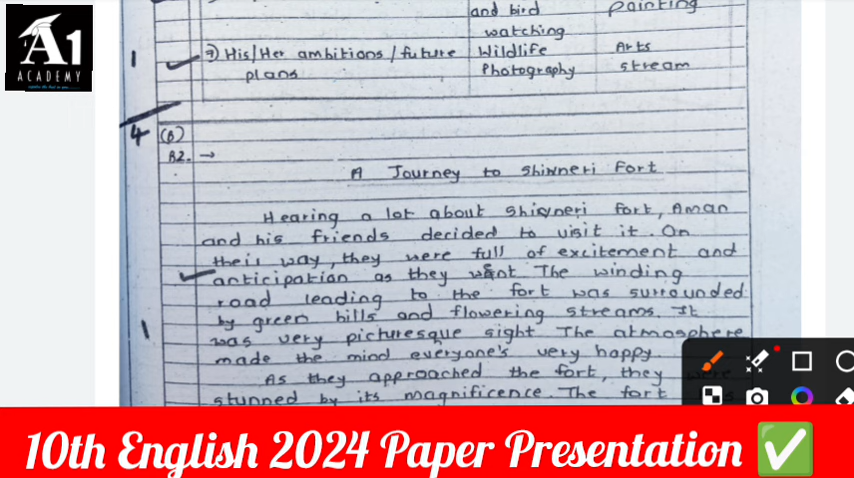 A1
ACADEMY
and bird painting
watching
1 7) His/Her ambitions/future Wildlife Arts
plans Photography stream
4 (B)
B2. →
A Journey to Shivneri Fort
Hearing a lot about Shivneri fort, Aman
and his friends decided to visit it. On
their way, they were full of excitement and
anticipation as they went The winding
road leading to the fort was surrounded
1 by green hills and flowering streams. It
was very picturesque sight The atmosphere
made the mind everyone's very happy
As they approached the fort, they
stunned by its magnificence. The fort
10th English 2024 Paper Presentation